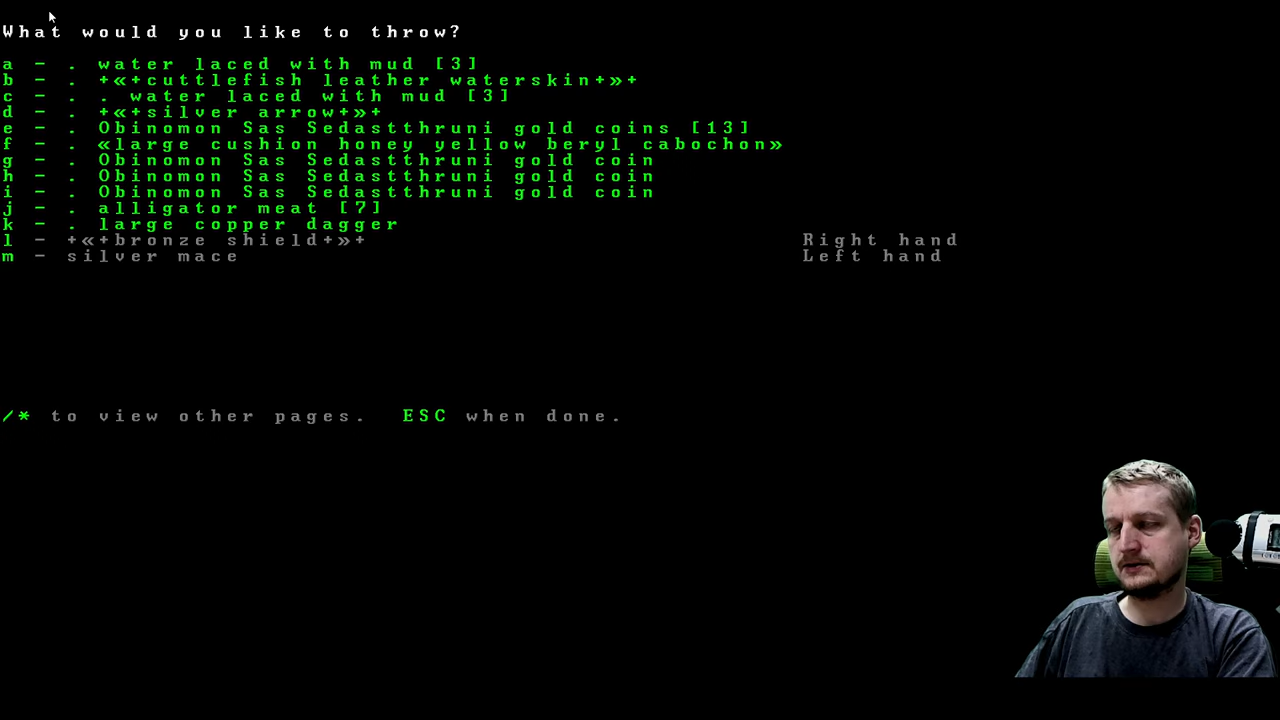 What would you like to throw?
a - . water laced with mud [3]
b - . +«+cuttlefish leather waterskin+»+
c - . . water laced with mud [3]
d - . +«+silver arrow+»+
e - . Obinomon Sas Sedastthruni gold coins [13]
f - . «large cushion honey yellow beryl cabochon»
g - . Obinomon Sas Sedastthruni gold coin
h - . Obinomon Sas Sedastthruni gold coin
i - . Obinomon Sas Sedastthruni gold coin
j - . alligator meat [7]
k - . large copper dagger
l - +«+bronze shield+»+ Right hand
m - silver mace Left hand
/* to view other pages. ESC when done.